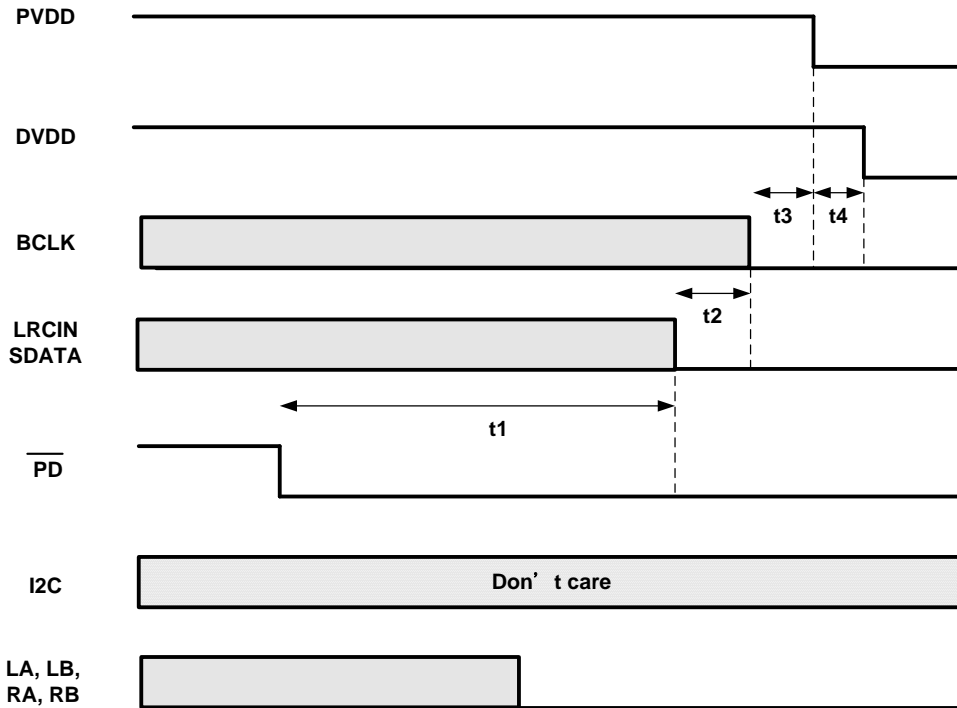 PVDD
DVDD
t3
t4
BCLK
t2
LRCIN
SDATA
t1
PD
I2C
Don’t care
LA, LB,
RA, RB